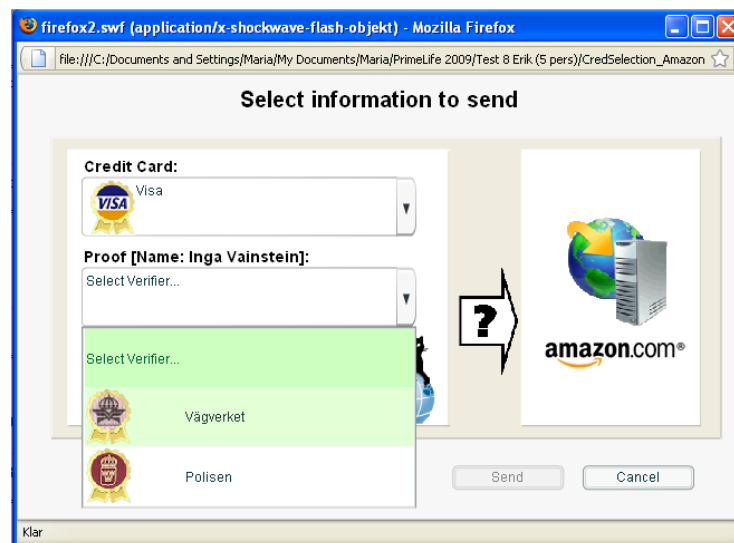 firefox2.swf (application/x-shockwave-flash-objekt) - Mozilla Firefox
file:///C:/Documents and Settings/Maria/My Documents/Maria/PrimeLife 2009/Test 8 Erik (5 pers)/CredSelection_Amazon
Select information to send
Credit Card:
VISA
Visa
Proof [Name: Inga Vainstein]:
Select Verifier...
?
Select Verifier...
amazon.com®
Vägverket
Polisen
Send
Cancel
Klar